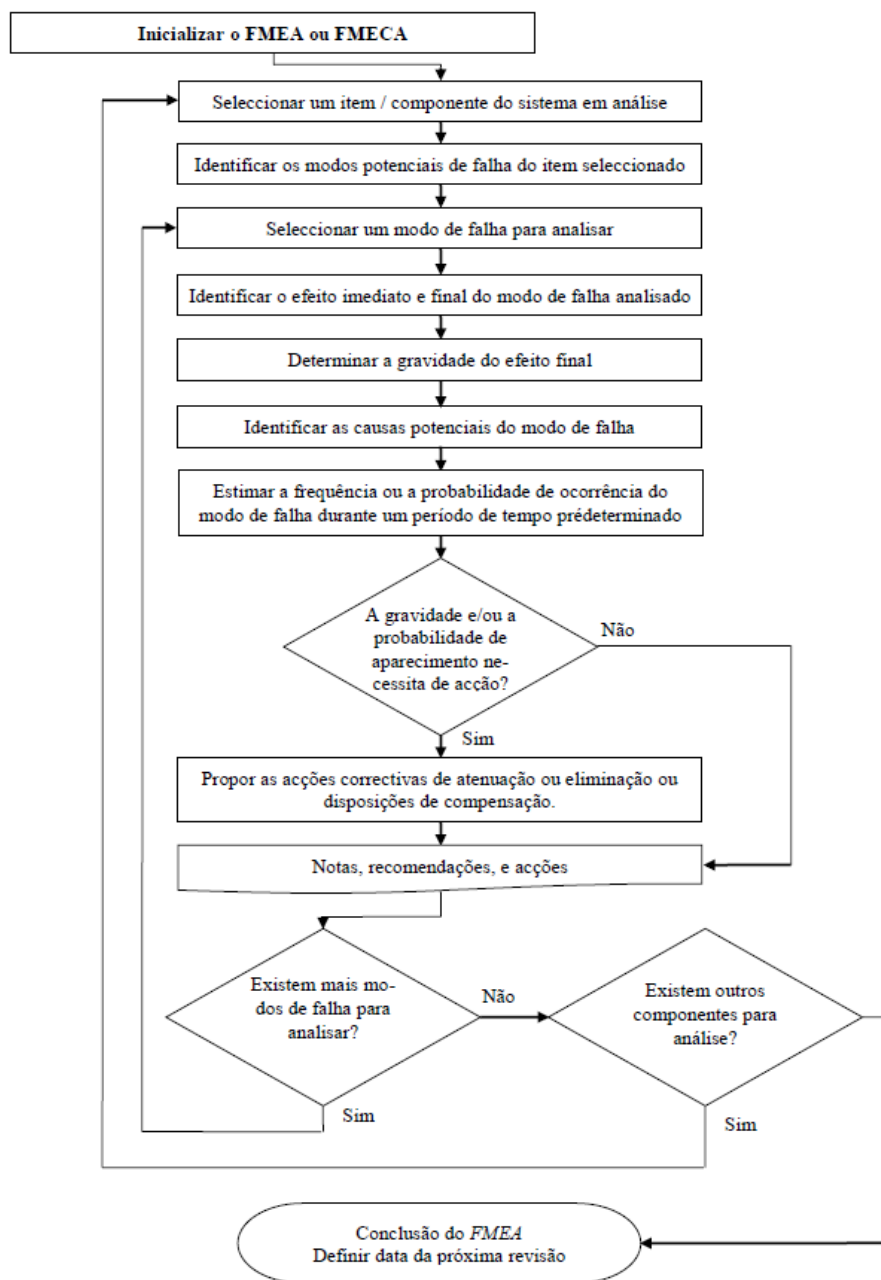 Inicializar o FMEA ou FMECA
Seleccionar um item / componente do sistema em análise
Identificar os modos potenciais de falha do item seleccionado
Seleccionar um modo de falha para analisar
Identificar o efeito imediato e final do modo de falha analisado
Determinar a gravidade do efeito final
Identificar as causas potenciais do modo de falha
Estimar a frequência ou a probabilidade de ocorrência do
modo de falha durante um período de tempo prédeterminado
A gravidade e/ou a
probabilidade de
aparecimento ne-
cessita de acção?
Não
Sim
Propor as acções correctivas de atenuação ou eliminação ou
disposições de compensação.
Notas, recomendações, e acções
Existem mais mo-
dos de falha para
analisar?
Não
Existem outros
componentes para
análise?
Sim
Sim
Conclusão do FMEA
Definir data da próxima revisão